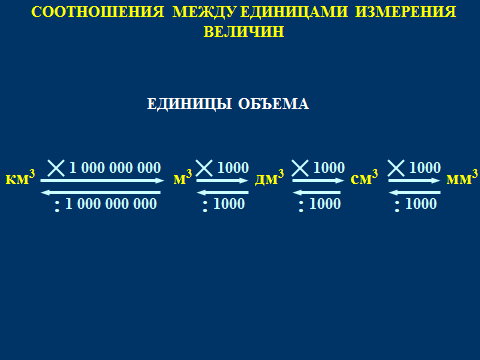 СООТНОШЕНИЯ МЕЖДУ ЕДИНИЦАМИ ИЗМЕРЕНИЯ
ВЕЛИЧИН
ЕДИНИЦЫ ОБЪЕМА
× 1 000 000 000 × 1000 × 1000 × 1000
км³ м³ дм³ см³ мм³
: 1 000 000 000 : 1000 : 1000 : 1000